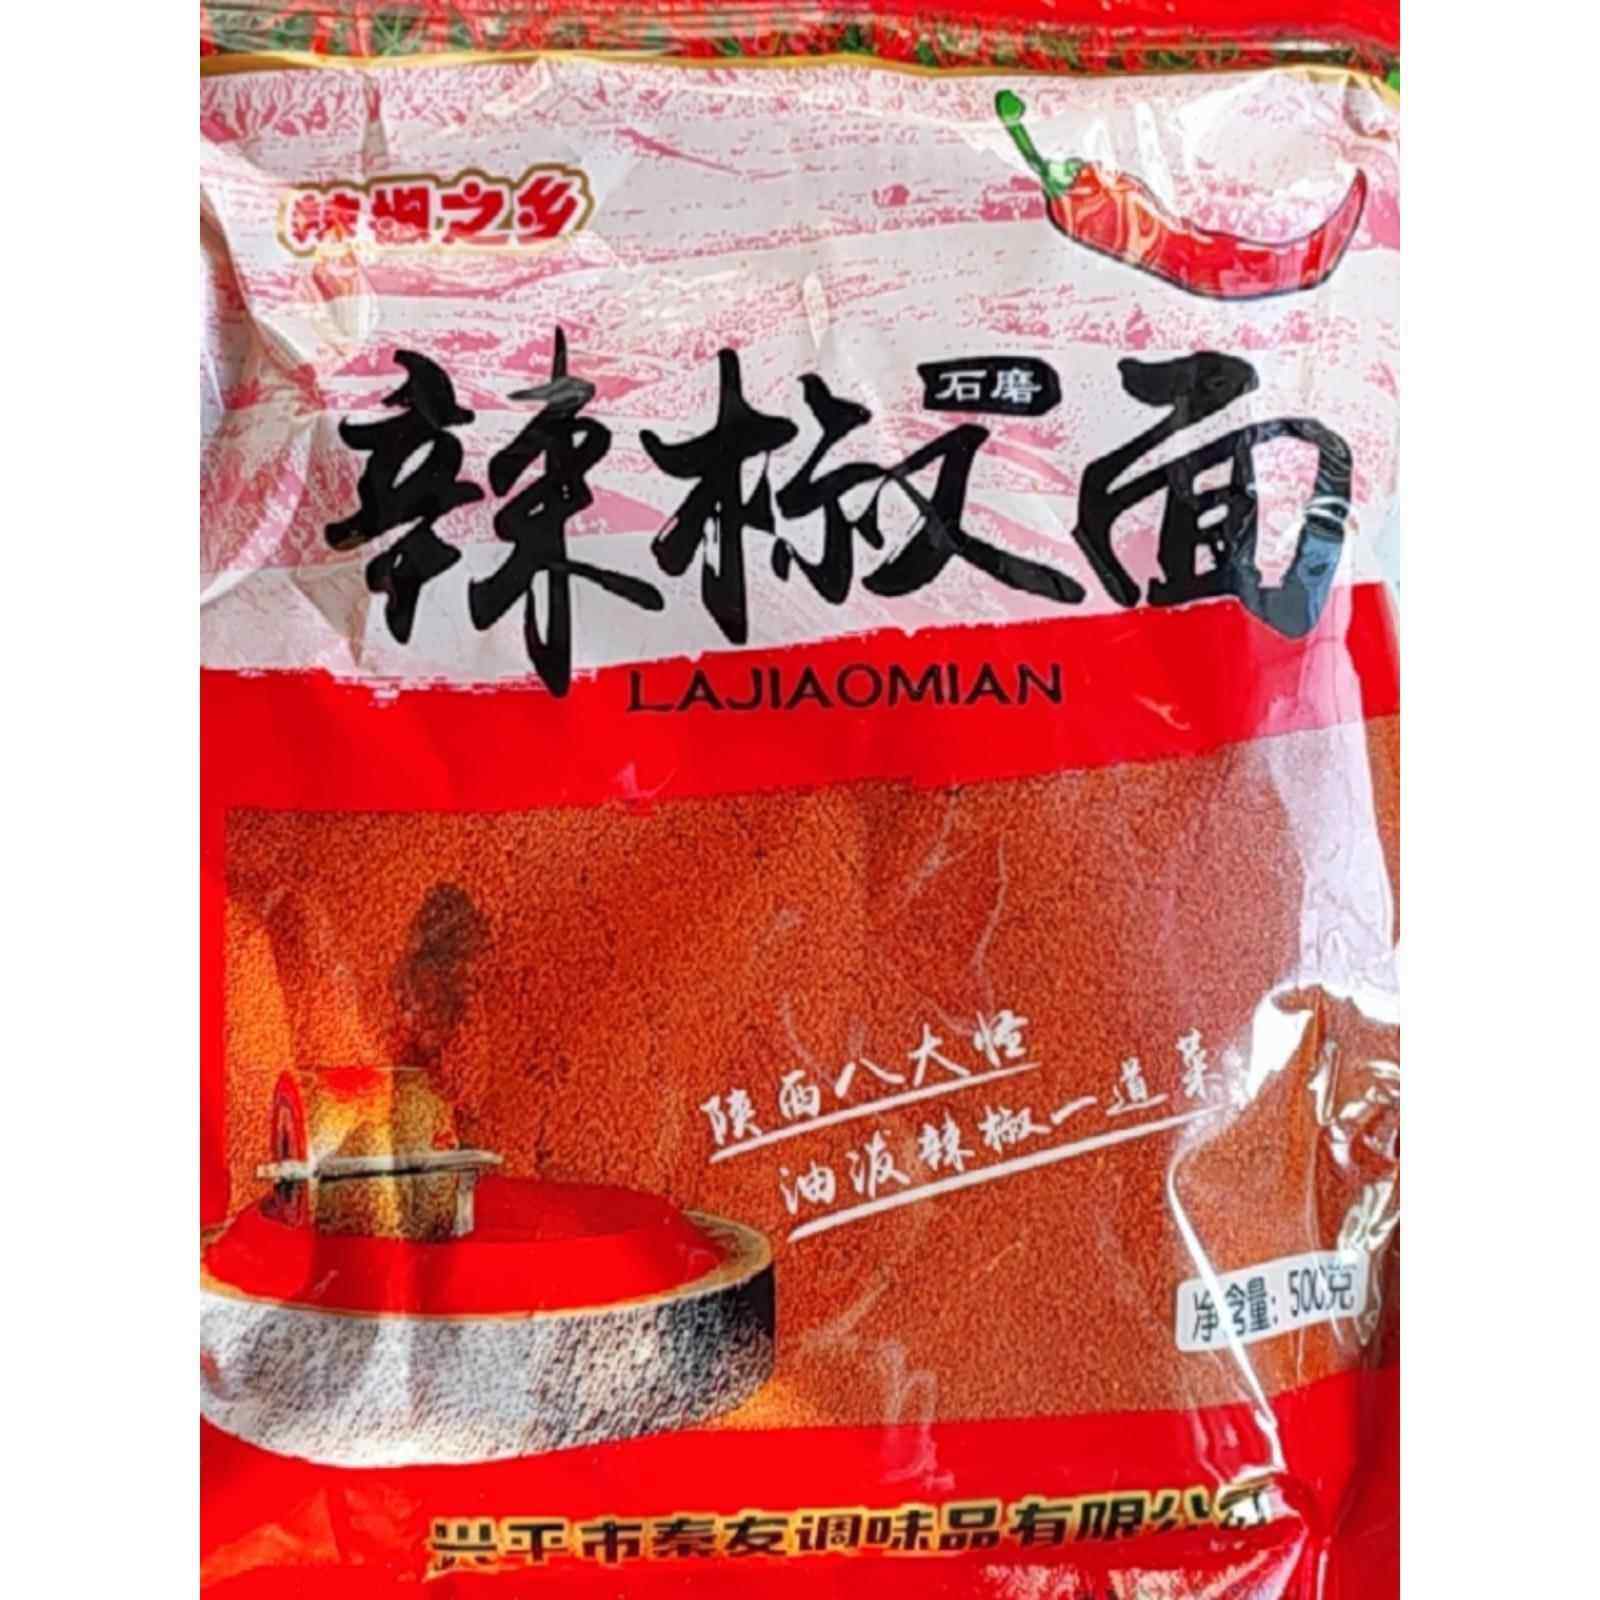 辣椒之乡
石磨
辣椒面
LAJIAOMIAN
陕西八大怪
油泼辣椒一道菜
净含量：500克
兴平市秦友调味品有限公司